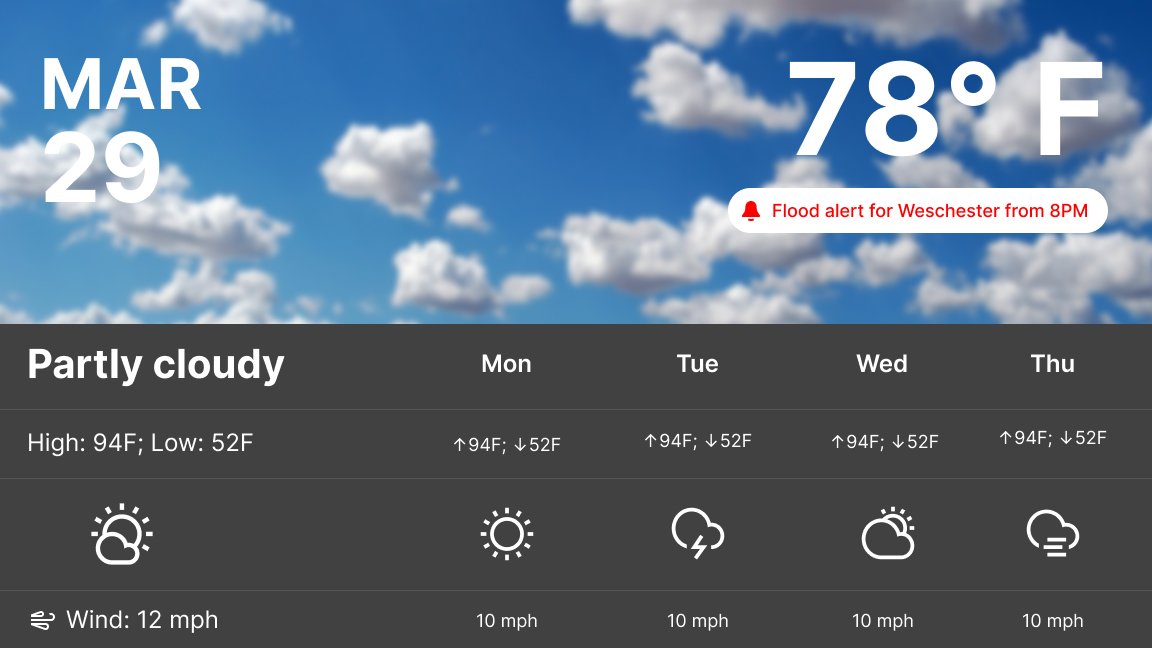 MAR
29
78° F
Flood alert for Weschester from 8PM
Partly cloudy
Mon
Tue
Wed
Thu
High: 94F; Low: 52F
↑94F; ↓52F
↑94F; ↓52F
↑94F; ↓52F
↑94F; ↓52F
Wind: 12 mph
10 mph
10 mph
10 mph
10 mph